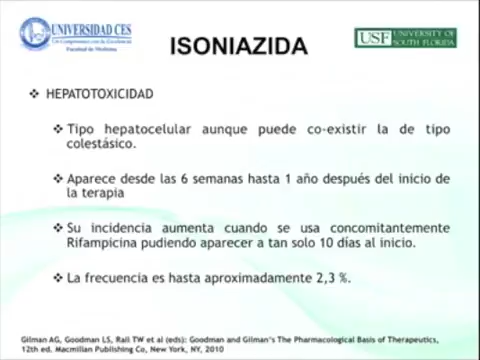 UNIVERSIDAD CES
Un Compromiso con la Excelencia
Facultad de Medicina
ISONIAZIDA
USF UNIVERSITY OF
SOUTH FLORIDA
❖ HEPATOTOXICIDAD
❖ Tipo hepatocelular aunque puede co-existir la de tipo
colestásico.
❖ Aparece desde las 6 semanas hasta 1 año después del inicio de
la terapia
❖ Su incidencia aumenta cuando se usa concomitantemente
Rifampicina pudiendo aparecer a tan solo 10 días al inicio.
❖ La frecuencia es hasta aproximadamente 2,3 %.
Gilman AG, Goodman LS, Rall TW et al (eds): Goodman and Gilman's The Pharmacological Basis of Therapeutics,
12th ed. Macmillan Publishing Co, New York, NY, 2010